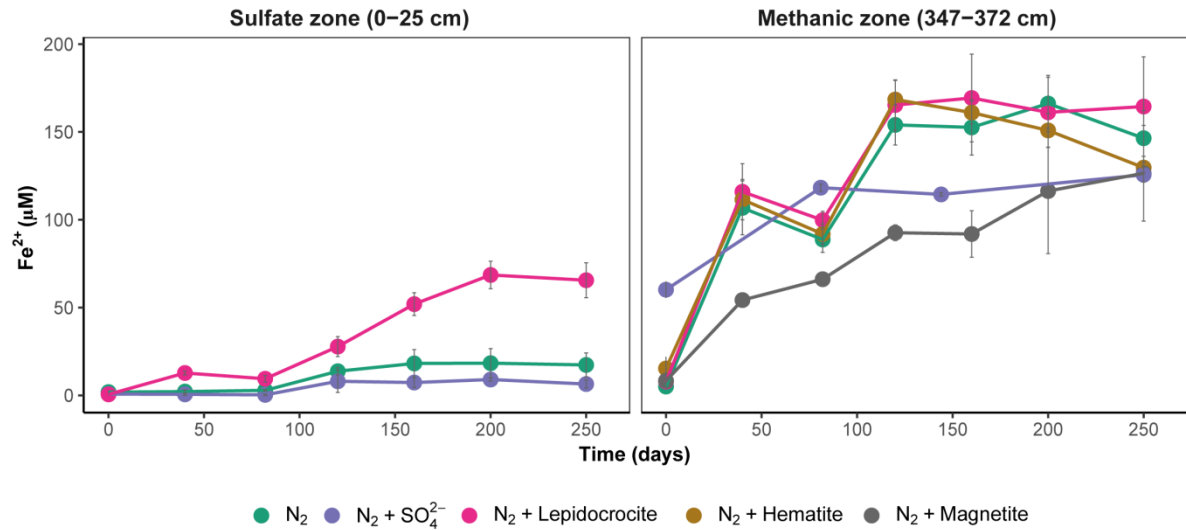 Sulfate zone (0−25 cm) Methanic zone (347−372 cm)
200
150
100
50
0
Fe²⁺ (µM)
0 50 100 150 200 250 0 50 100 150 200 250
Time (days)
N₂ N₂ + SO₄²⁻ N₂ + Lepidocrocite N₂ + Hematite N₂ + Magnetite